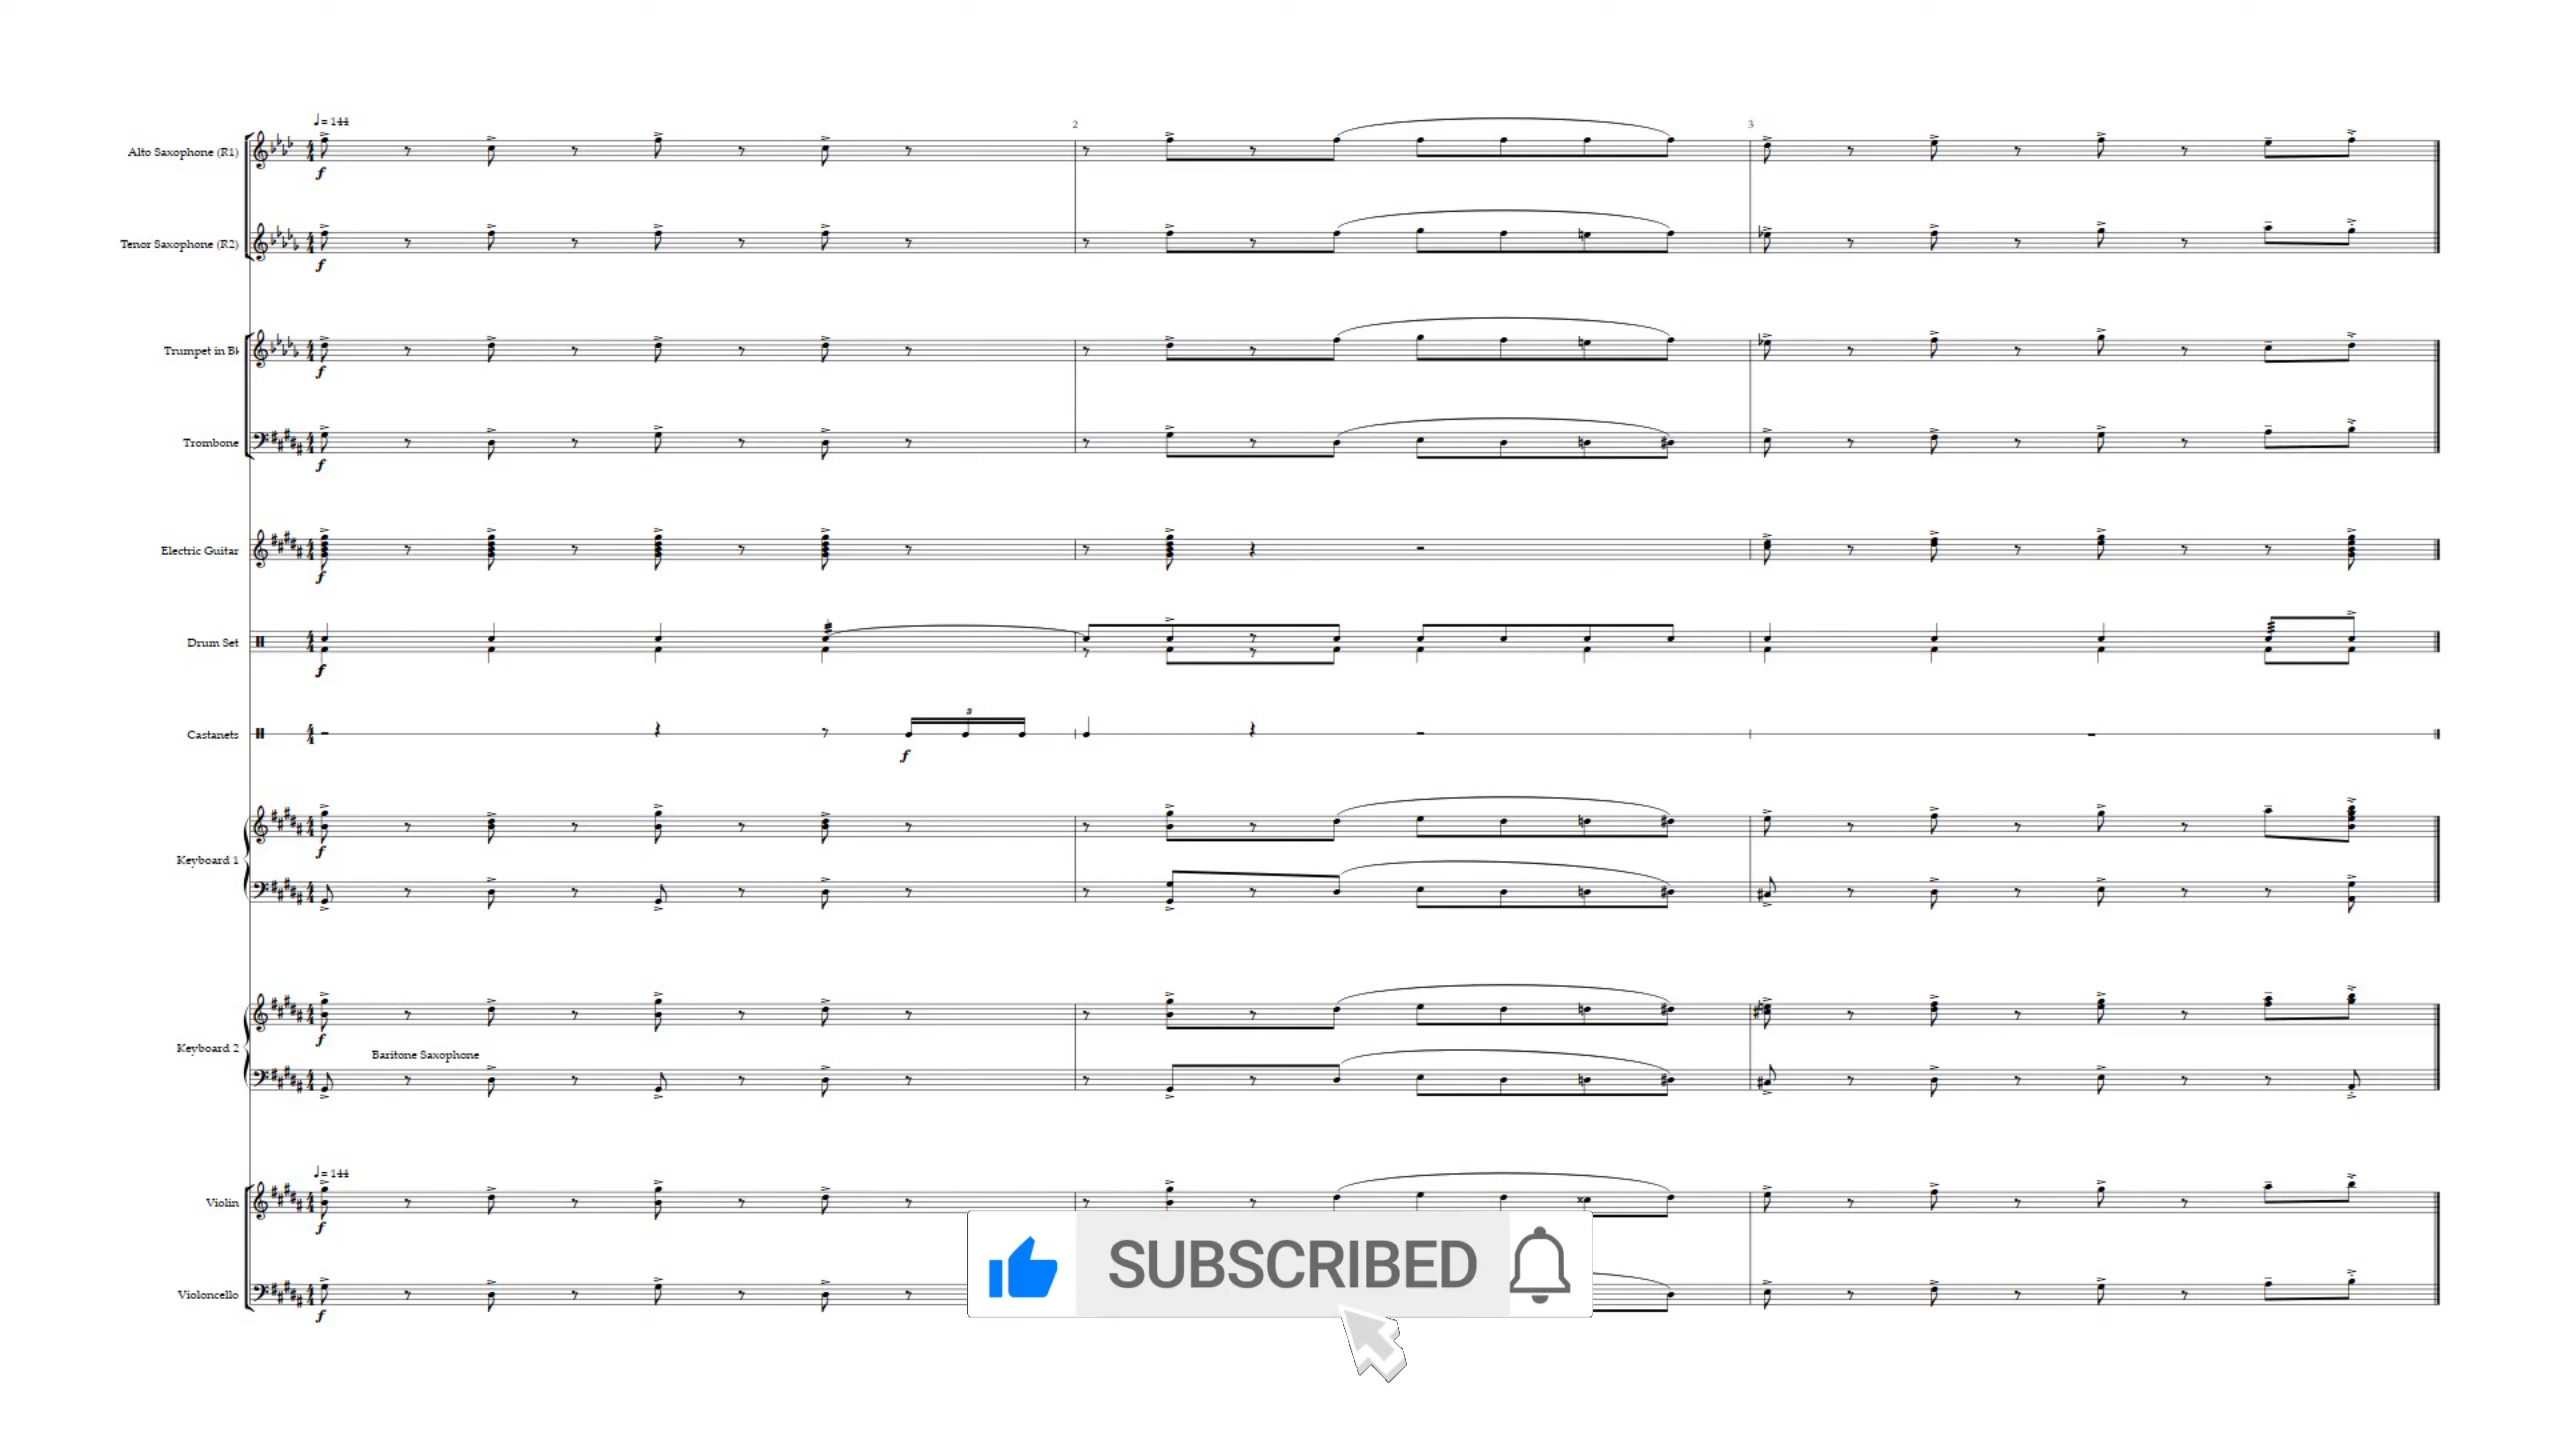 ♩= 144
2
3
Alto Saxophone (R1)
f
Tenor Saxophone (R2)
f
Trumpet in B♭
f
Trombone
f
Electric Guitar
f
Drum Set
f
3
Castanets
f
Keyboard 1
f
Keyboard 2
f
Baritone Saxophone
♩= 144
Violin
f
SUBSCRIBED
Violoncello
f